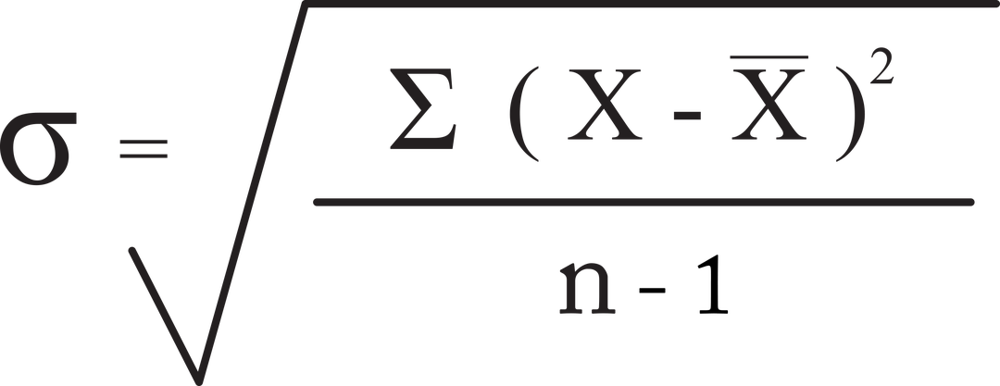 σ = √
Σ ( X - X̅ )²
n - 1